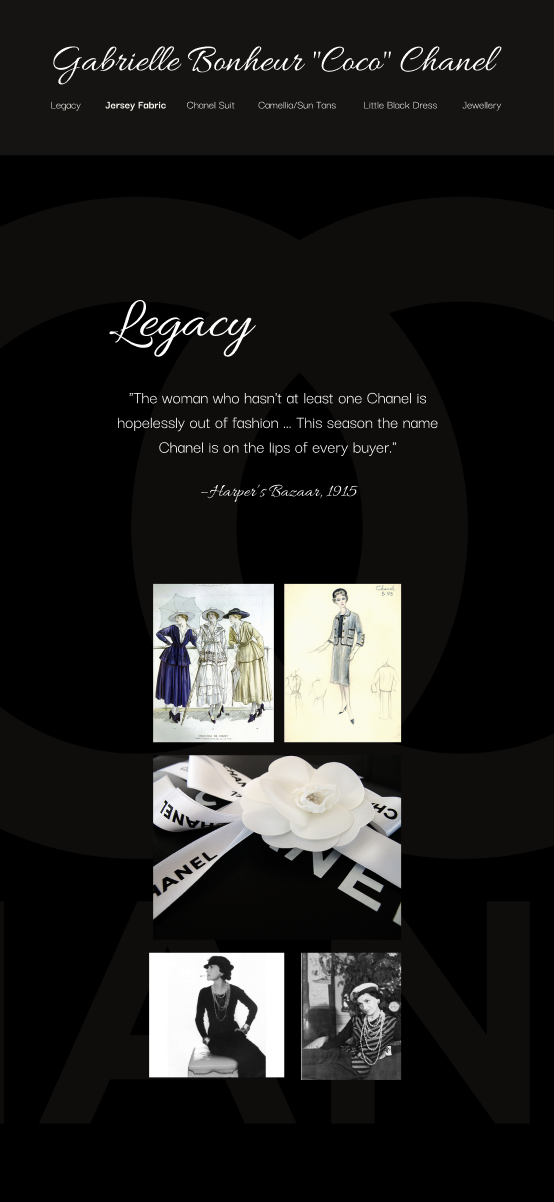 Gabrielle Bonheur "Coco" Chanel
Legacy Jersey Fabric Chanel Suit Camellia/Sun Tans Little Black Dress Jewellery
Legacy
"The woman who hasn't at least one Chanel is
hopelessly out of fashion ... This season the name
Chanel is on the lips of every buyer."
–Harper's Bazaar, 1915
Chanel
CHANEL
CHANEL
CHANEL
HANEL